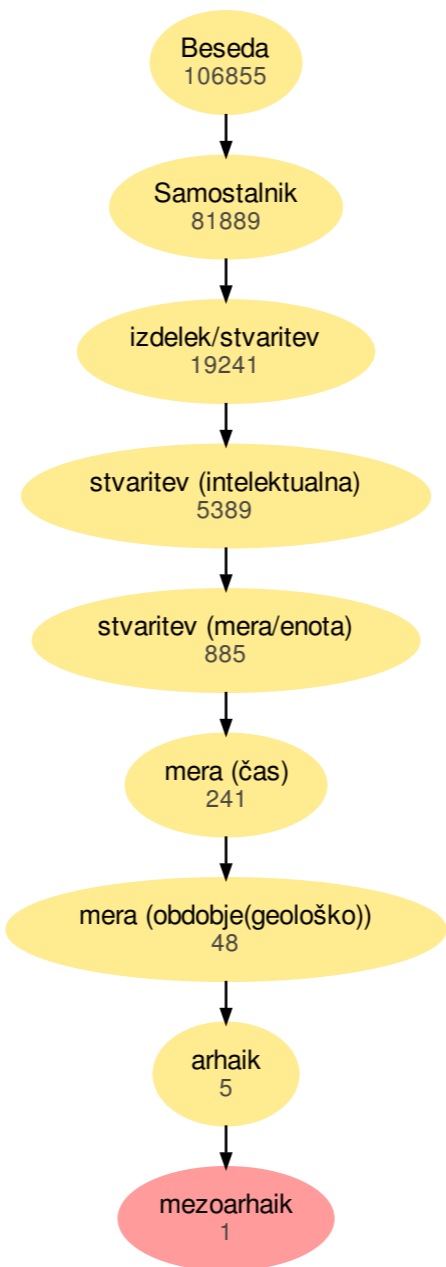 Beseda
106855
Samostalnik
81889
izdelek/stvaritev
19241
stvaritev (intelektualna)
5389
stvaritev (mera/enota)
885
mera (čas)
241
mera (obdobje(geološko))
48
arhaik
5
mezoarhaik
1